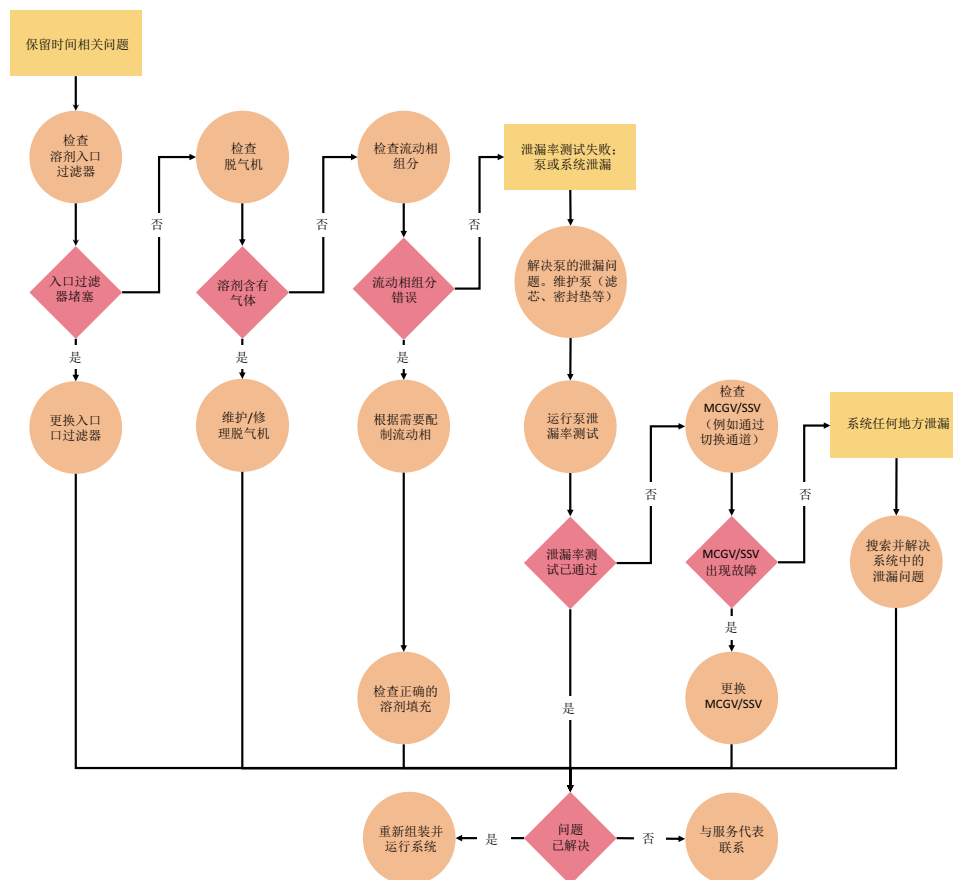 保留时间相关问题
检查
溶剂入口
过滤器
否
入口过滤
器堵塞
是
更换入口
口过滤器
检查
脱气机
否
溶剂含有
气体
是
维护/修
理脱气机
检查流动相
组分
否
流动相组分
错误
是
根据需要配
制流动相
检查正确的
溶剂填充
泄漏率测试失败：
泵或系统泄漏
解决泵的泄漏问
题。维护泵（滤
芯、密封垫等）
运行泵泄
漏率测试
否
泄漏率测
试已通过
是
检查
MCGV/SSV
（例如通过
切换通道）
否
MCGV/SSV
出现故障
是
更换
MCGV/SSV
系统任何地方泄漏
搜索并解决
系统中的
泄漏问题
问题
已解决
是
重新组装并
运行系统
否
与服务代表
联系